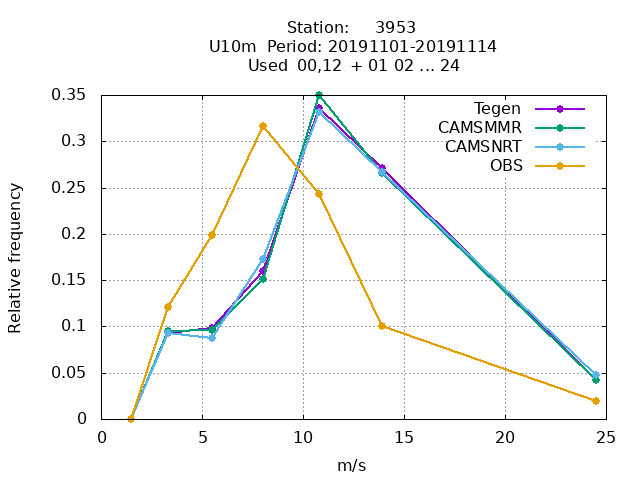 Station: 3953
U10m Period: 20191101-20191114
Used 00,12 + 01 02 ... 24
Tegen
CAMSMMR
CAMSNRT
OBS
Relative frequency
0.35
0.3
0.25
0.2
0.15
0.1
0.05
0
0 5 10 15 20 25
m/s